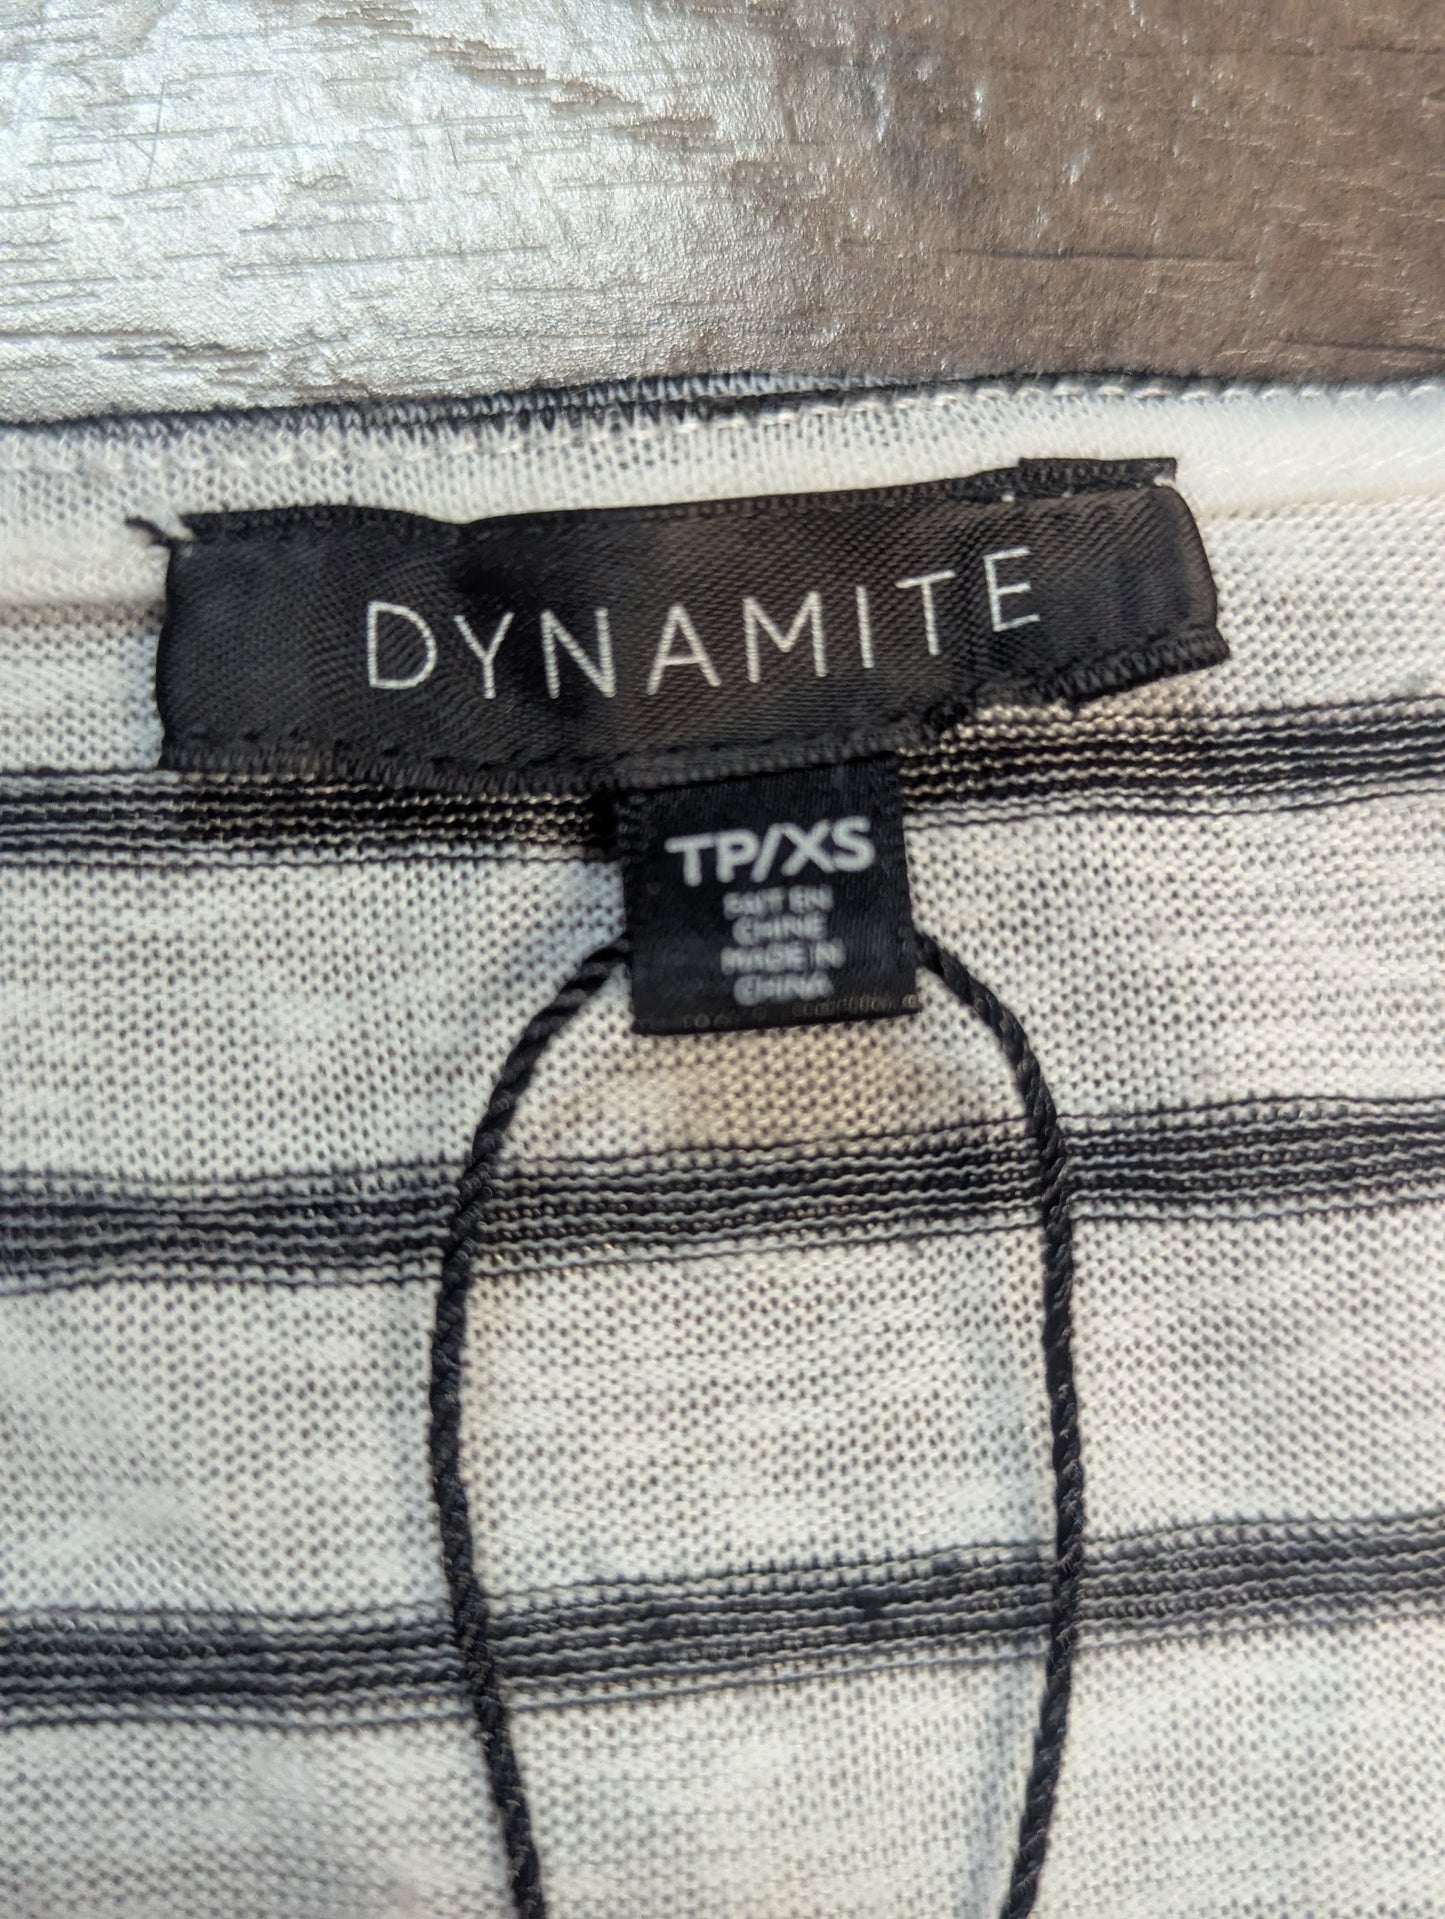 DYNAMITE
TP/XS
FAIT EN
CHINE
MADE IN
CHINA